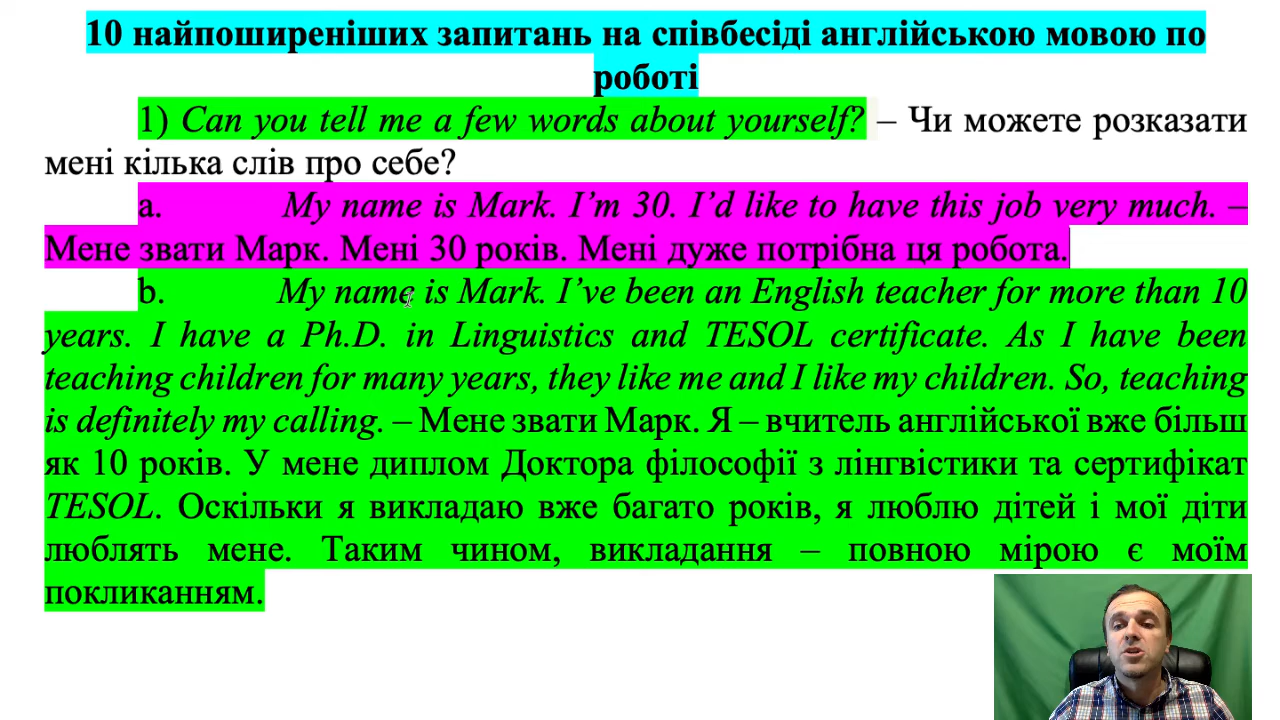 10 найпоширеніших запитань на співбесіді англійською мовою по
роботі
1) Can you tell me a few words about yourself? – Чи можете розказати
мені кілька слів про себе?
a. My name is Mark. I’m 30. I’d like to have this job very much. –
Мене звати Марк. Мені 30 років. Мені дуже потрібна ця робота.
b. My name is Mark. I’ve been an English teacher for more than 10
years. I have a Ph.D. in Linguistics and TESOL certificate. As I have been
teaching children for many years, they like me and I like my children. So, teaching
is definitely my calling. – Мене звати Марк. Я – вчитель англійської вже більш
як 10 років. У мене диплом Доктора філософії з лінгвістики та сертифікат
TESOL. Оскільки я викладаю вже багато років, я люблю дітей і мої діти
люблять мене. Таким чином, викладання – повною мірою є моїм
покликанням.